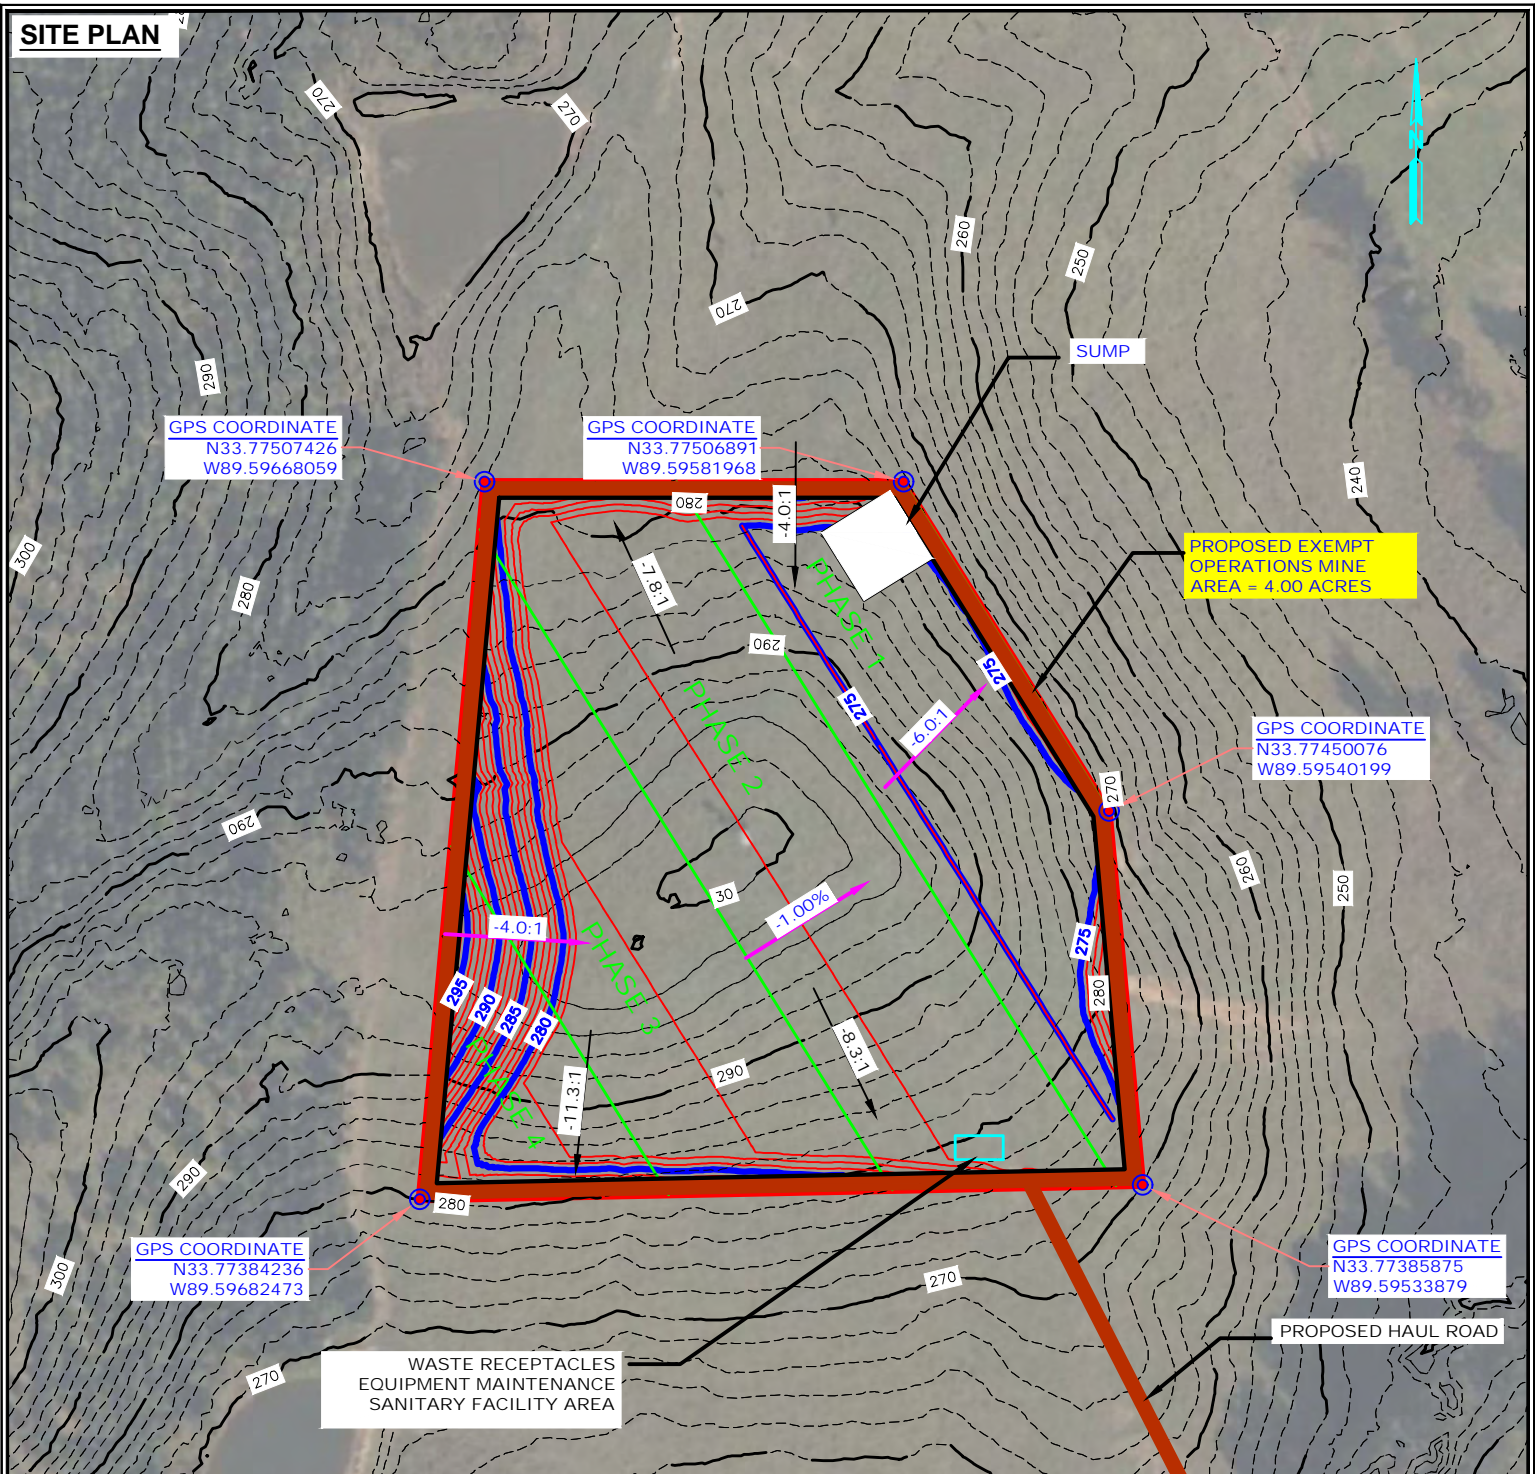 SITE PLAN
270
270
260
250
270
290
SUMP
GPS COORDINATE
N33.77507426
W89.59668059
GPS COORDINATE
N33.77506891
W89.59581968
240
280
-4.0:1
300
280
PROPOSED EXEMPT
OPERATIONS MINE
AREA = 4.00 ACRES
-7.8:1
PHASE 1
290
275
275
-6.0:1
PHASE 2
GPS COORDINATE
N33.77450076
W89.59540199
270
290
260
250
30
-1.00%
-4.0:1
PHASE 3
275
280
295
290
285
280
-8.3:1
290
-11.3:1
PHASE 4
290
280
GPS COORDINATE
N33.77384236
W89.59682473
300
GPS COORDINATE
N33.77385875
W89.59533879
270
PROPOSED HAUL ROAD
270
WASTE RECEPTACLES
EQUIPMENT MAINTENANCE
SANITARY FACILITY AREA